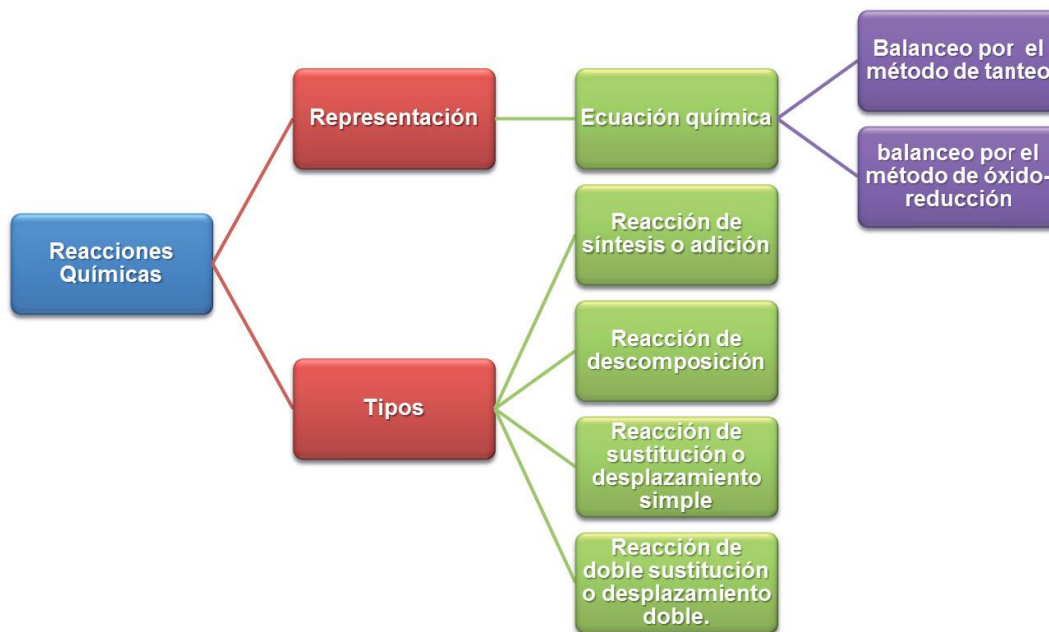 Reacciones
Químicas
Representación
Ecuación química
Balanceo por el
método de tanteo
balanceo por el
método de óxido-
reducción
Tipos
Reacción de
síntesis o adición
Reacción de
descomposición
Reacción de
sustitución o
desplazamiento
simple
Reacción de
doble sustitución
o desplazamiento
doble.